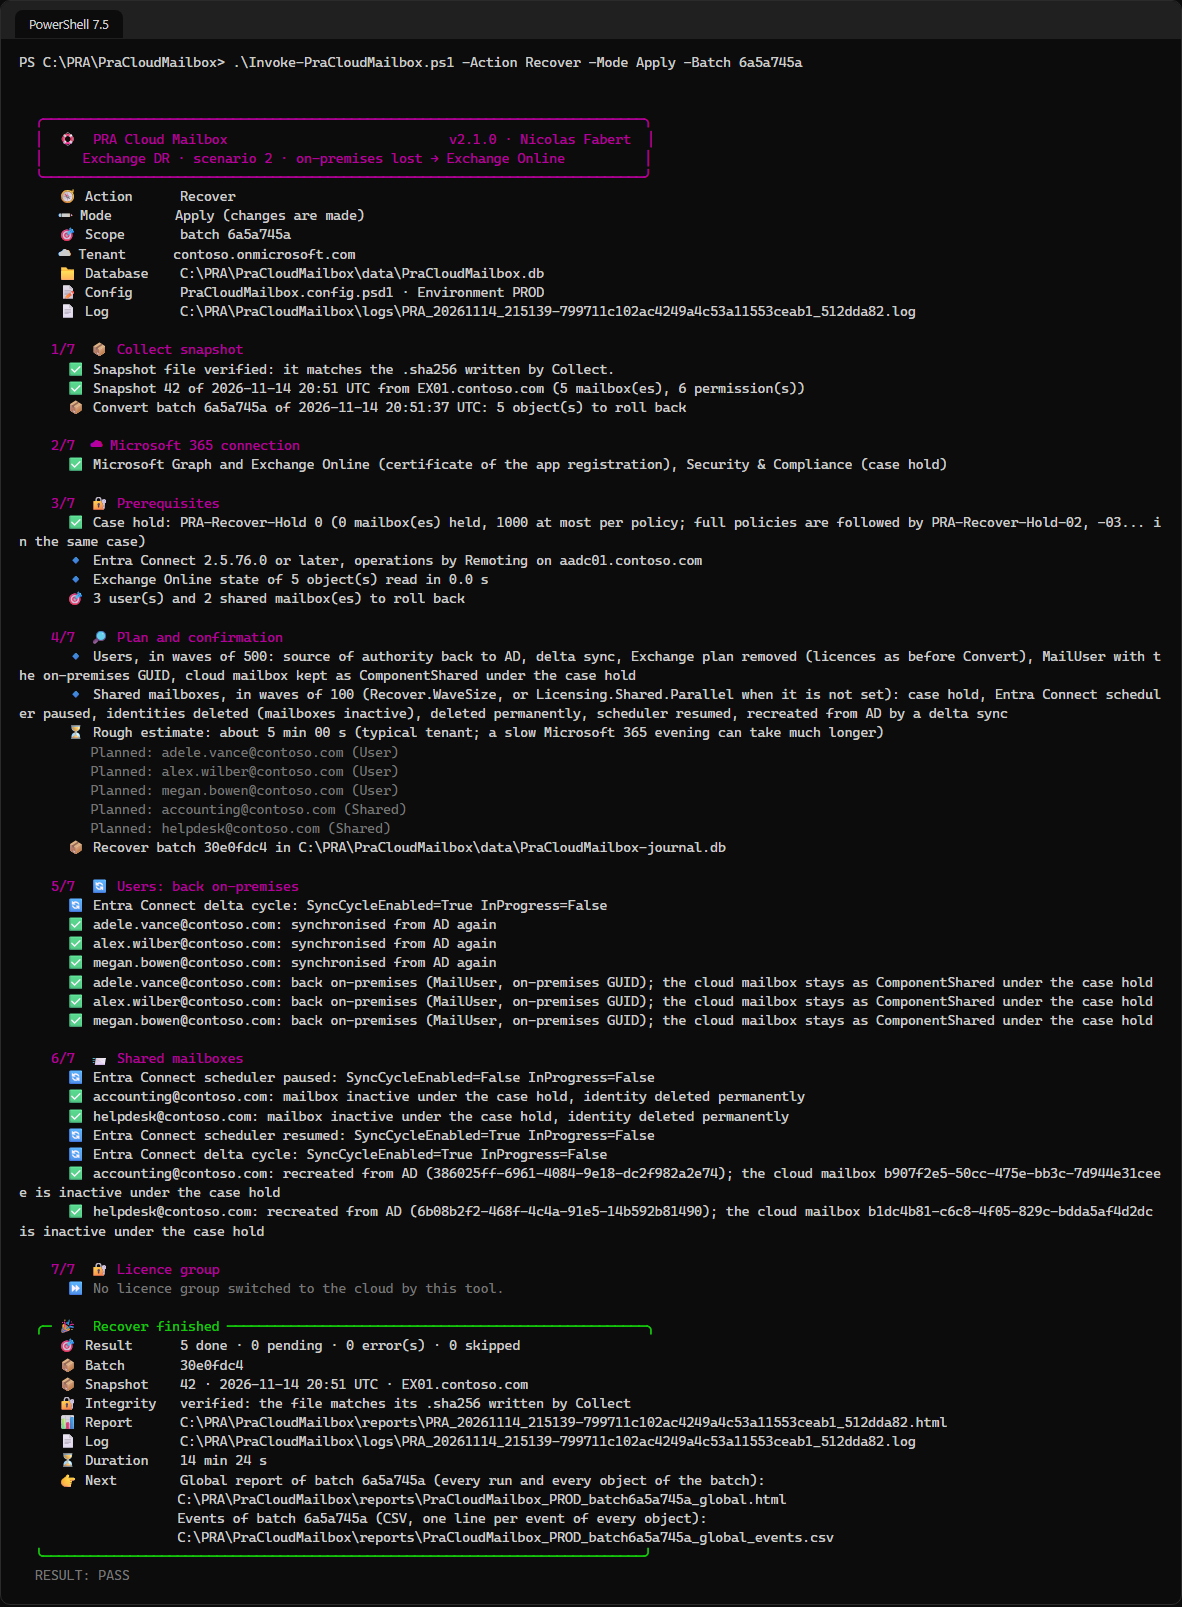 PowerShell 7.5
PS C:\PRA\PraCloudMailbox> .\Invoke-PraCloudMailbox.ps1 -Action Recover -Mode Apply -Batch 6a5a745a
PRA Cloud Mailbox v2.1.0 · Nicolas Fabert
Exchange DR · scenario 2 · on-premises lost → Exchange Online
Action Recover
Mode Apply (changes are made)
Scope batch 6a5a745a
Tenant contoso.onmicrosoft.com
Database C:\PRA\PraCloudMailbox\data\PraCloudMailbox.db
Config PraCloudMailbox.config.psd1 · Environment PROD
Log C:\PRA\PraCloudMailbox\logs\PRA_20261114_215139-799711c102ac4249a4c53a11553ceab1_512dda82.log
1/7 Collect snapshot
Snapshot file verified: it matches the .sha256 written by Collect.
Snapshot 42 of 2026-11-14 20:51 UTC from EX01.contoso.com (5 mailbox(es), 6 permission(s))
Convert batch 6a5a745a of 2026-11-14 20:51:37 UTC: 5 object(s) to roll back
2/7 Microsoft 365 connection
Microsoft Graph and Exchange Online (certificate of the app registration), Security & Compliance (case hold)
3/7 Prerequisites
Case hold: PRA-Recover-Hold 0 (0 mailbox(es) held, 1000 at most per policy; full policies are followed by PRA-Recover-Hold-02, -03... i
n the same case)
Entra Connect 2.5.76.0 or later, operations by Remoting on aadc01.contoso.com
Exchange Online state of 5 object(s) read in 0.0 s
3 user(s) and 2 shared mailbox(es) to roll back
4/7 Plan and confirmation
Users, in waves of 500: source of authority back to AD, delta sync, Exchange plan removed (licences as before Convert), MailUser with t
he on-premises GUID, cloud mailbox kept as ComponentShared under the case hold
Shared mailboxes, in waves of 100 (Recover.WaveSize, or Licensing.Shared.Parallel when it is not set): case hold, Entra Connect schedul
er paused, identities deleted (mailboxes inactive), deleted permanently, scheduler resumed, recreated from AD by a delta sync
Rough estimate: about 5 min 00 s (typical tenant; a slow Microsoft 365 evening can take much longer)
Planned: adele.vance@contoso.com (User)
Planned: alex.wilber@contoso.com (User)
Planned: megan.bowen@contoso.com (User)
Planned: accounting@contoso.com (Shared)
Planned: helpdesk@contoso.com (Shared)
Recover batch 30e0fdc4 in C:\PRA\PraCloudMailbox\data\PraCloudMailbox-journal.db
5/7 Users: back on-premises
Entra Connect delta cycle: SyncCycleEnabled=True InProgress=False
adele.vance@contoso.com: synchronised from AD again
alex.wilber@contoso.com: synchronised from AD again
megan.bowen@contoso.com: synchronised from AD again
adele.vance@contoso.com: back on-premises (MailUser, on-premises GUID); the cloud mailbox stays as ComponentShared under the case hold
alex.wilber@contoso.com: back on-premises (MailUser, on-premises GUID); the cloud mailbox stays as ComponentShared under the case hold
megan.bowen@contoso.com: back on-premises (MailUser, on-premises GUID); the cloud mailbox stays as ComponentShared under the case hold
6/7 Shared mailboxes
Entra Connect scheduler paused: SyncCycleEnabled=False InProgress=False
accounting@contoso.com: mailbox inactive under the case hold, identity deleted permanently
helpdesk@contoso.com: mailbox inactive under the case hold, identity deleted permanently
Entra Connect scheduler resumed: SyncCycleEnabled=True InProgress=False
Entra Connect delta cycle: SyncCycleEnabled=True InProgress=False
accounting@contoso.com: recreated from AD (386025ff-6961-4084-9e18-dc2f982a2e74); the cloud mailbox b907f2e5-50cc-475e-bb3c-7d944e31cee
e is inactive under the case hold
helpdesk@contoso.com: recreated from AD (6b08b2f2-468f-4c4a-91e5-14b592b81490); the cloud mailbox b1dc4b81-c6c8-4f05-829c-bdda5af4d2dc
is inactive under the case hold
7/7 Licence group
No licence group switched to the cloud by this tool.
Recover finished
Result 5 done · 0 pending · 0 error(s) · 0 skipped
Batch 30e0fdc4
Snapshot 42 · 2026-11-14 20:51 UTC · EX01.contoso.com
Integrity verified: the file matches its .sha256 written by Collect
Report C:\PRA\PraCloudMailbox\reports\PRA_20261114_215139-799711c102ac4249a4c53a11553ceab1_512dda82.html
Log C:\PRA\PraCloudMailbox\logs\PRA_20261114_215139-799711c102ac4249a4c53a11553ceab1_512dda82.log
Duration 14 min 24 s
Next Global report of batch 6a5a745a (every run and every object of the batch):
C:\PRA\PraCloudMailbox\reports\PraCloudMailbox_PROD_batch6a5a745a_global.html
Events of batch 6a5a745a (CSV, one line per event of every object):
C:\PRA\PraCloudMailbox\reports\PraCloudMailbox_PROD_batch6a5a745a_global_events.csv
RESULT: PASS